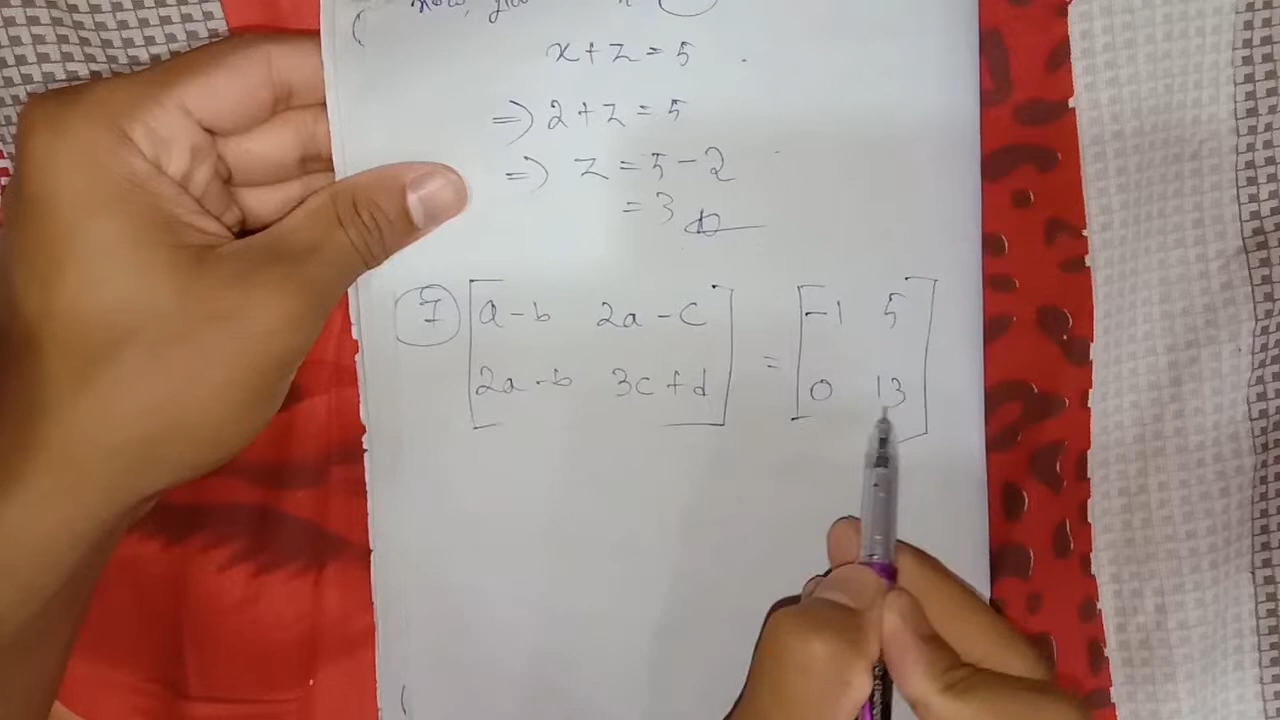 x+z=5
=> 2+z=5
=> z=5-2
=3
7 [a-b 2a-c] = [-1 5]
[2a-b 3c+d] [0 13]